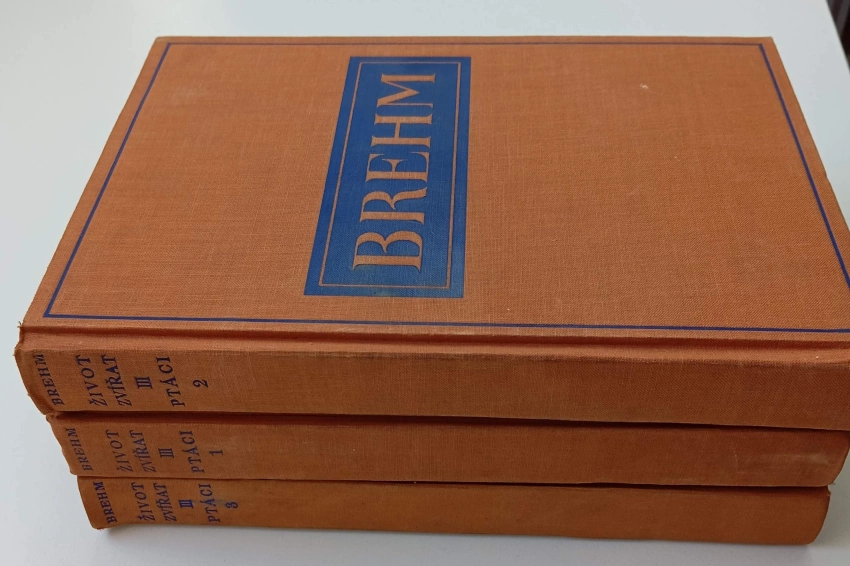 BREHM
BREHM
ŽIVOT
ZVÍŘAT
III
PTÁCI
2
BREHM
ŽIVOT
ZVÍŘAT
III
PTÁCI
1
BREHM
ŽIVOT
ZVÍŘAT
III
PTÁCI
3